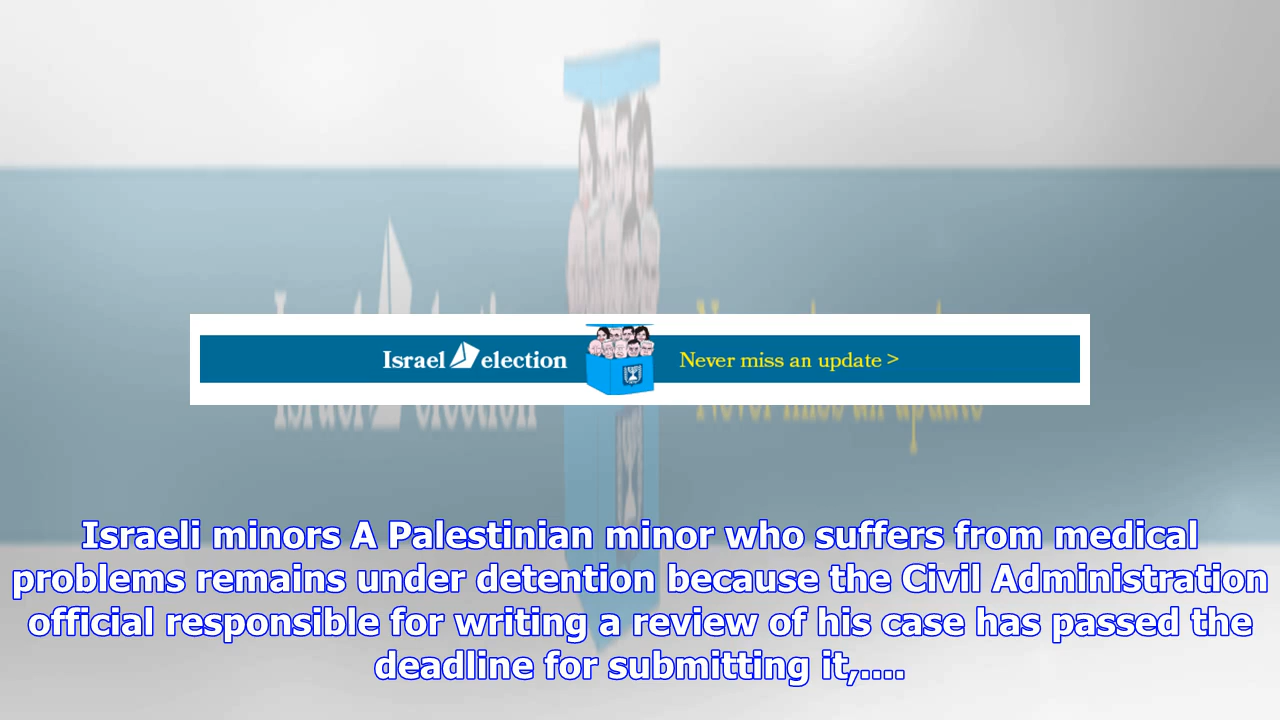 Israel election Never miss an update >
Israeli minors A Palestinian minor who suffers from medical
problems remains under detention because the Civil Administration
official responsible for writing a review of his case has passed the
deadline for submitting it,....